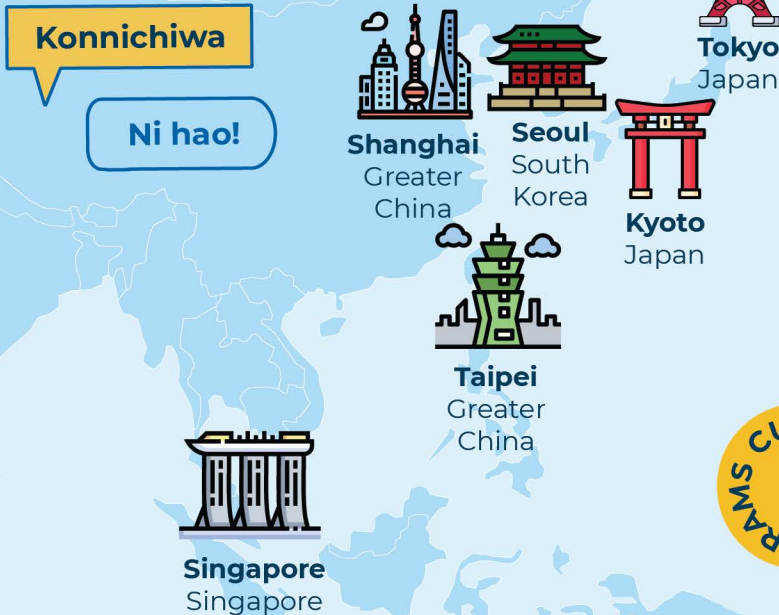 Konnichiwa
Ni hao!
Tokyo
Japan
Shanghai
Greater
China
Seoul
South
Korea
Kyoto
Japan
Taipei
Greater
China
Singapore
Singapore